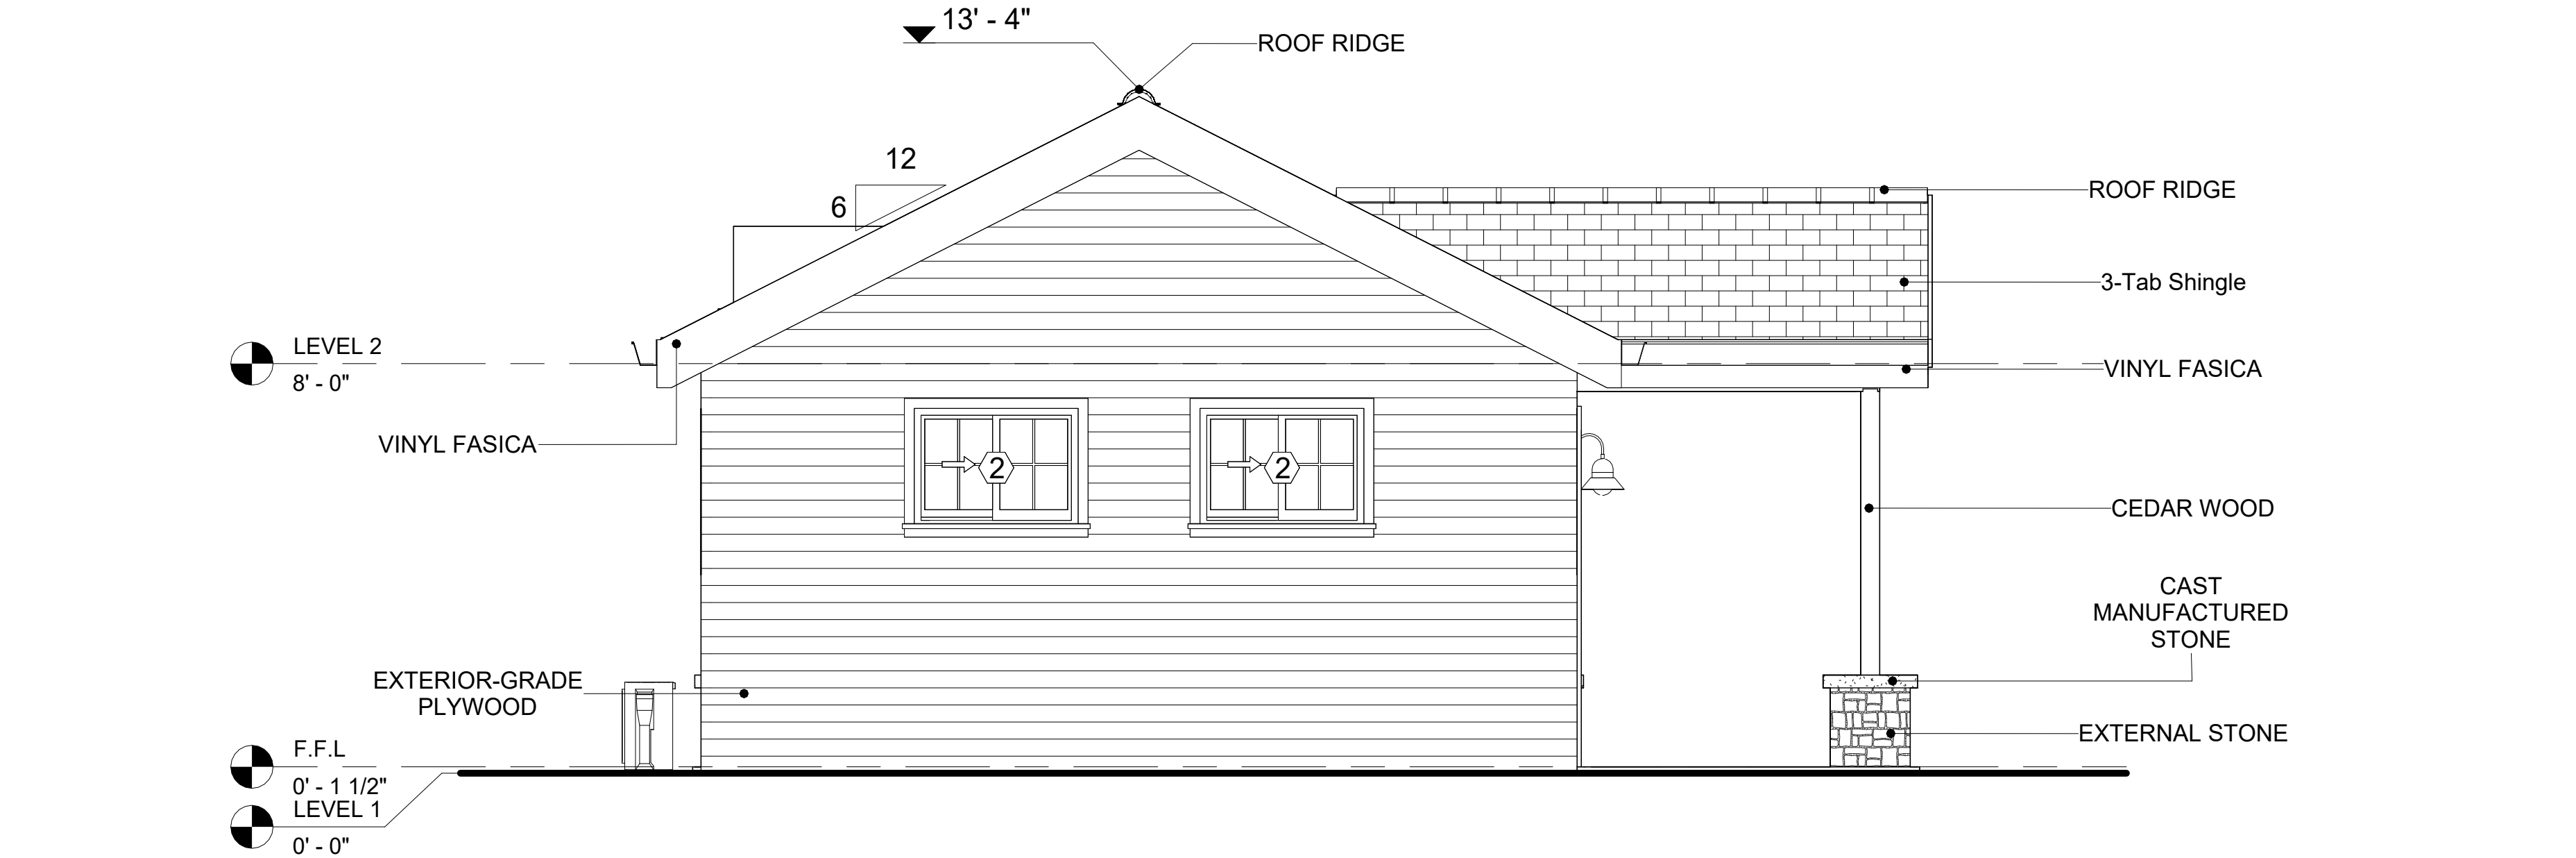 13' - 4"
ROOF RIDGE
12
6
ROOF RIDGE
3-Tab Shingle
LEVEL 2
8' - 0"
VINYL FASICA
VINYL FASICA
2
2
CEDAR WOOD
CAST
MANUFACTURED
STONE
EXTERIOR-GRADE
PLYWOOD
EXTERNAL STONE
F.F.L
0' - 1 1/2"
LEVEL 1
0' - 0"